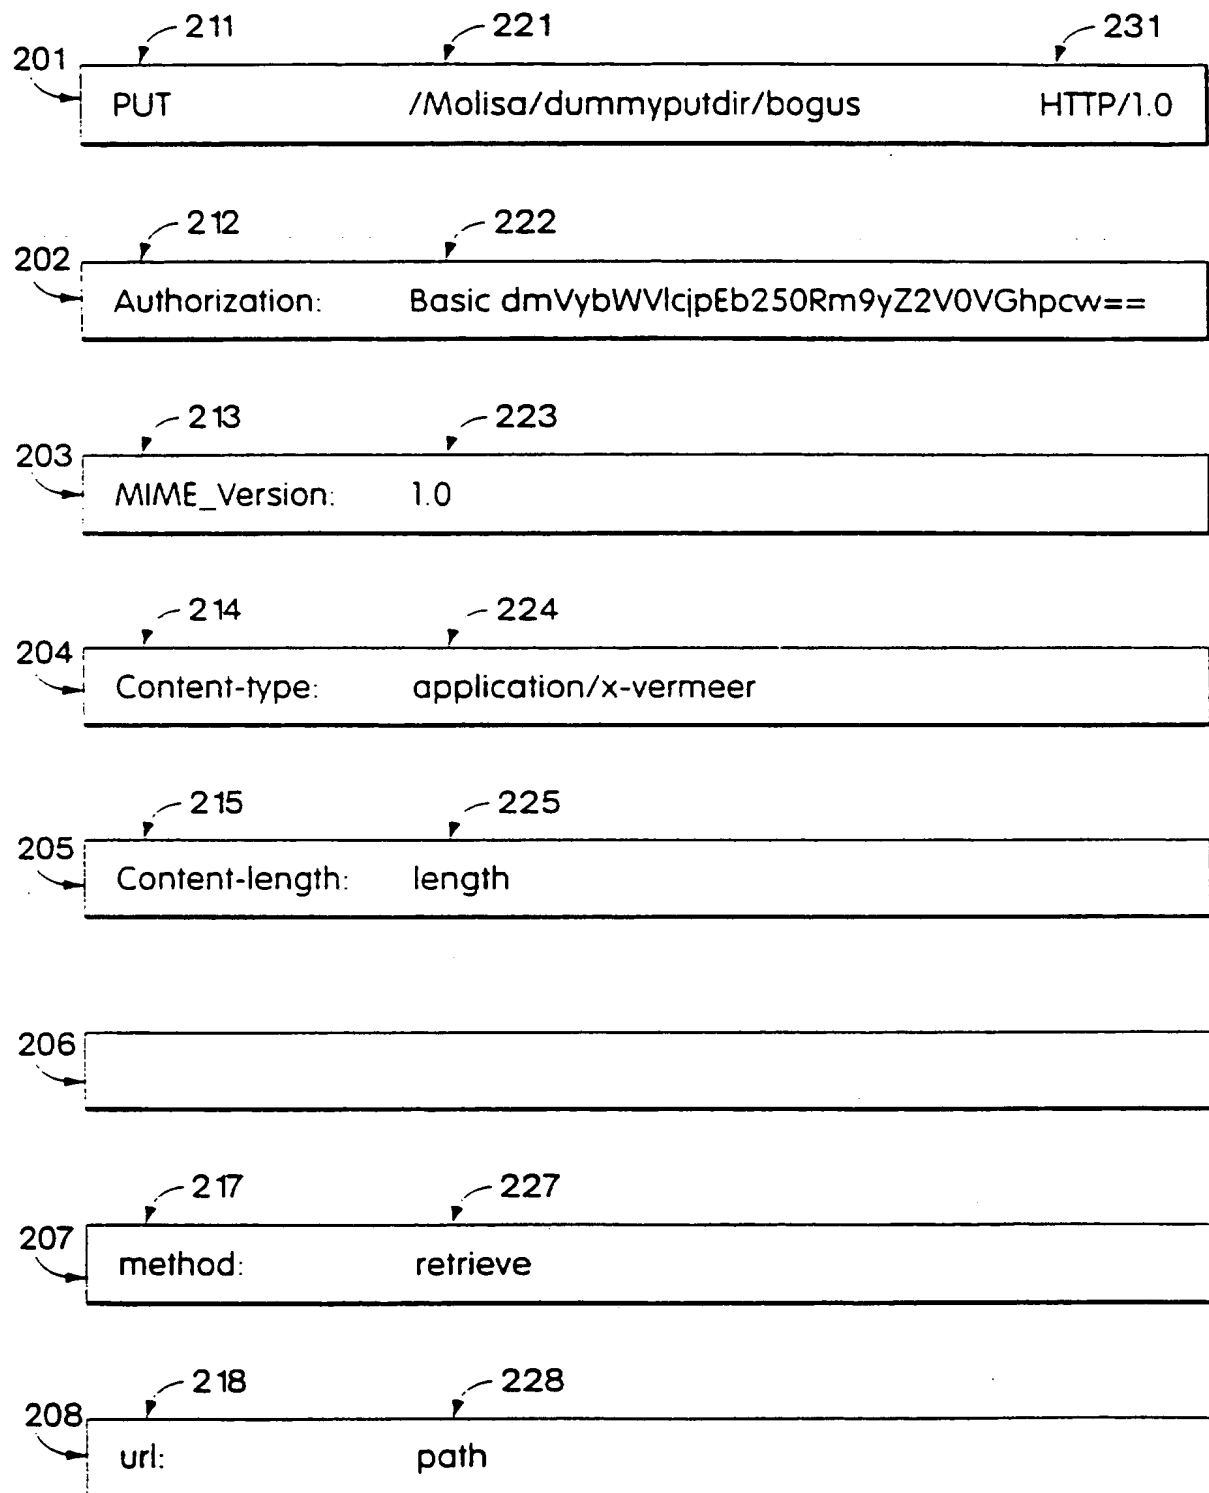 211 221 231
201
PUT /Molisa/dummyputdir/bogus HTTP/1.0
212 222
202
Authorization: Basic dmVybWVlcjpEb250Rm9yZ2V0VGhpcw==
213 223
203
MIME_Version: 1.0
214 224
204
Content-type: application/x-vermeer
215 225
205
Content-length: length
206
217 227
207
method: retrieve
218 228
208
url: path